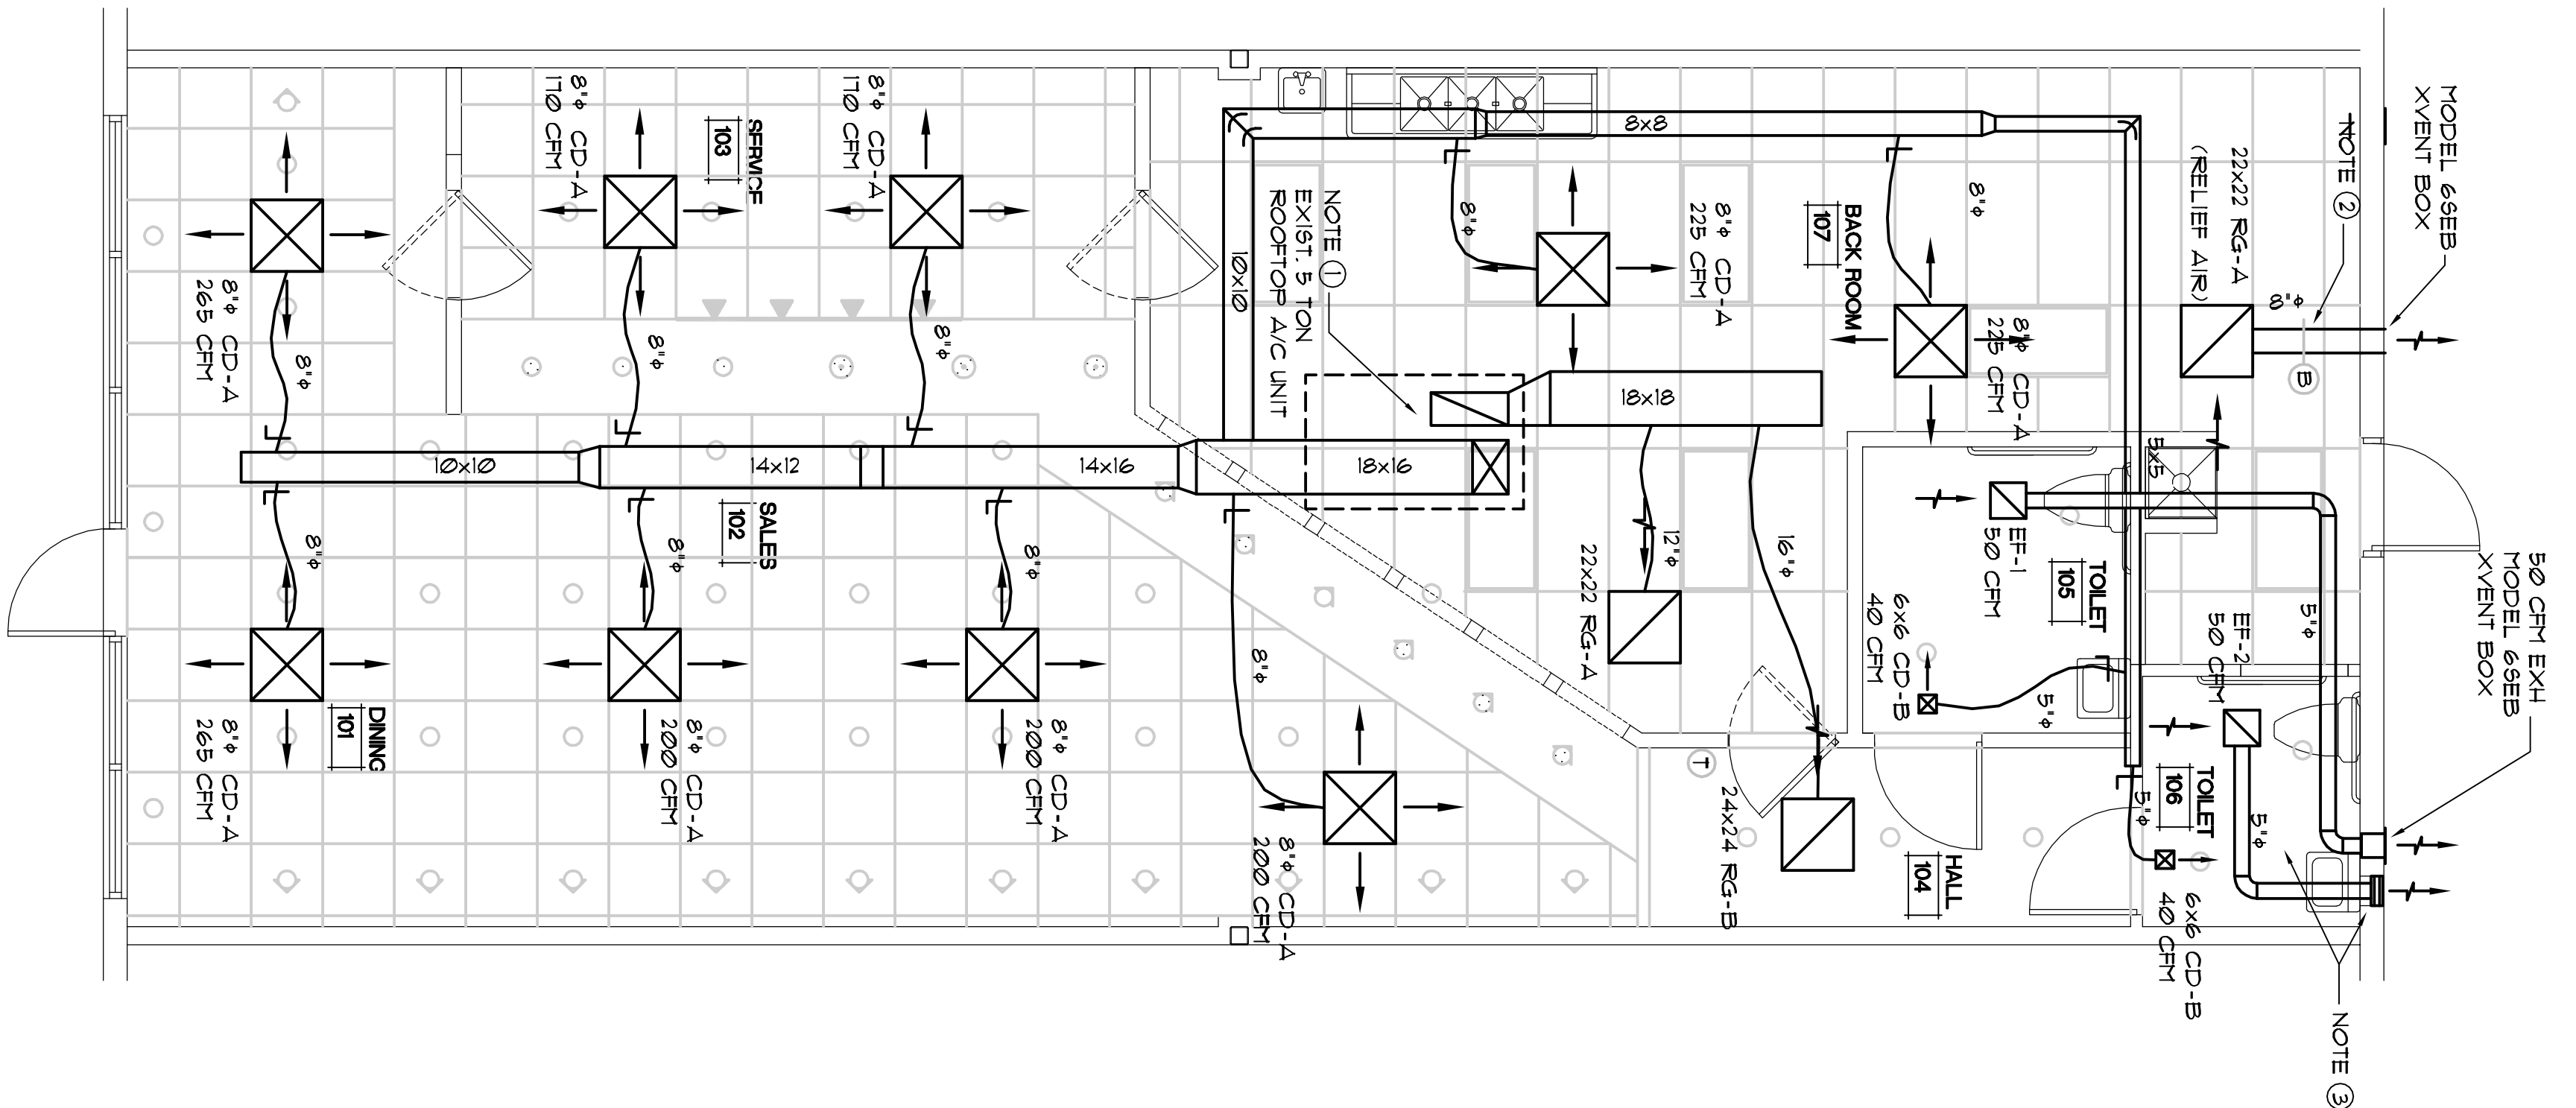 MODEL 6SEB
XVENT BOX
NOTE 2
22x22 RG-A
(RELIEF AIR)
8"ϕ
B
50 CFM EXH
MODEL 6SEB
XVENT BOX
NOTE 3
8"ϕ CD-A
170 CFM
8"ϕ CD-A
170 CFM
SERVICE
103
8"ϕ CD-A
265 CFM
8"ϕ
8"ϕ
8"ϕ
10x10
14x12
14x16
18x16
10x10
8x8
NOTE 1
EXIST. 5 TON
ROOFTOP A/C UNIT
8"ϕ
8"ϕ CD-A
225 CFM
BACK ROOM
107
8"ϕ
8"ϕ CD-A
225 CFM
18x18
5x5
12"ϕ
22x22 RG-A
16"ϕ
24x24 RG-B
T
EF-1
50 CFM
TOILET
105
6x6 CD-B
40 CFM
5"ϕ
5"ϕ
EF-2
50 CFM
TOILET
106
5"ϕ
5"ϕ
6x6 CD-B
40 CFM
HALL
104
SALES
102
8"ϕ
8"ϕ
8"ϕ
8"ϕ
DINING
101
8"ϕ CD-A
265 CFM
8"ϕ CD-A
200 CFM
8"ϕ CD-A
200 CFM
8"ϕ CD-A
200 CFM